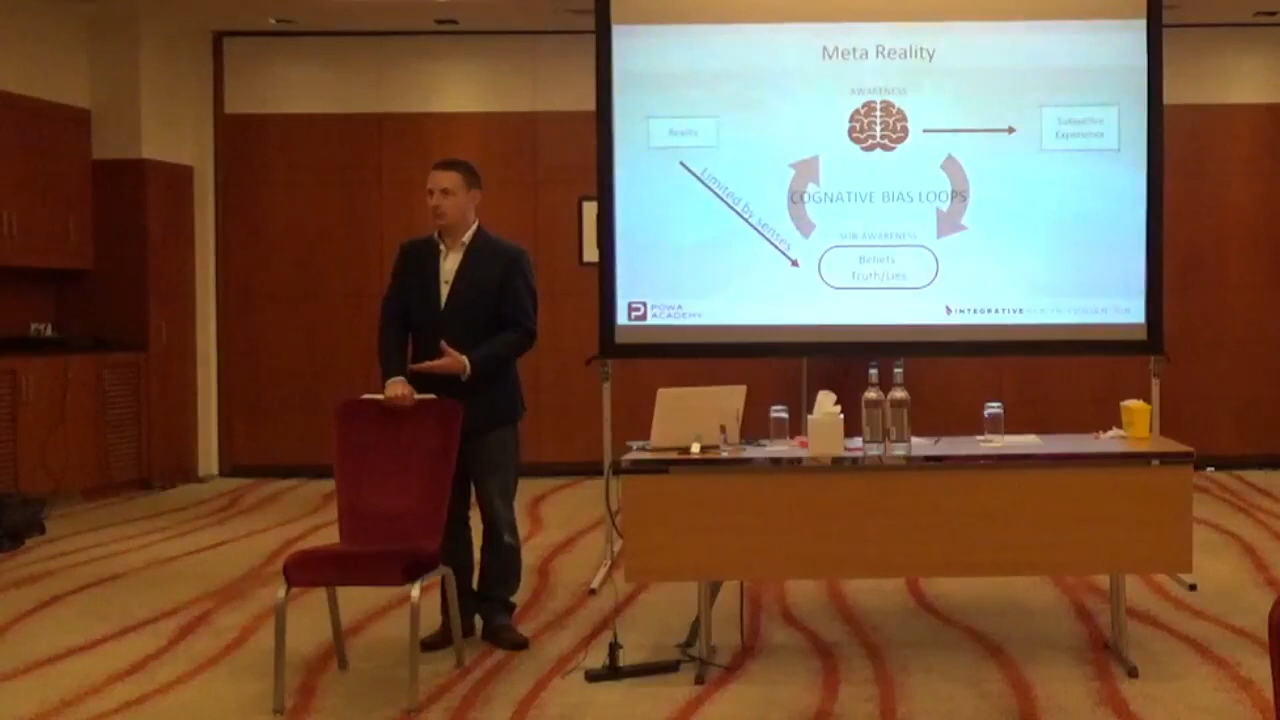 Meta Reality
AWARENESS
Reality
Subjective
Experience
Limited by senses
COGNATIVE BIAS LOOPS
SUB AWARENESS
Beliefs
Truth/Lies
POWA
ACADEMY
INTEGRATIVE